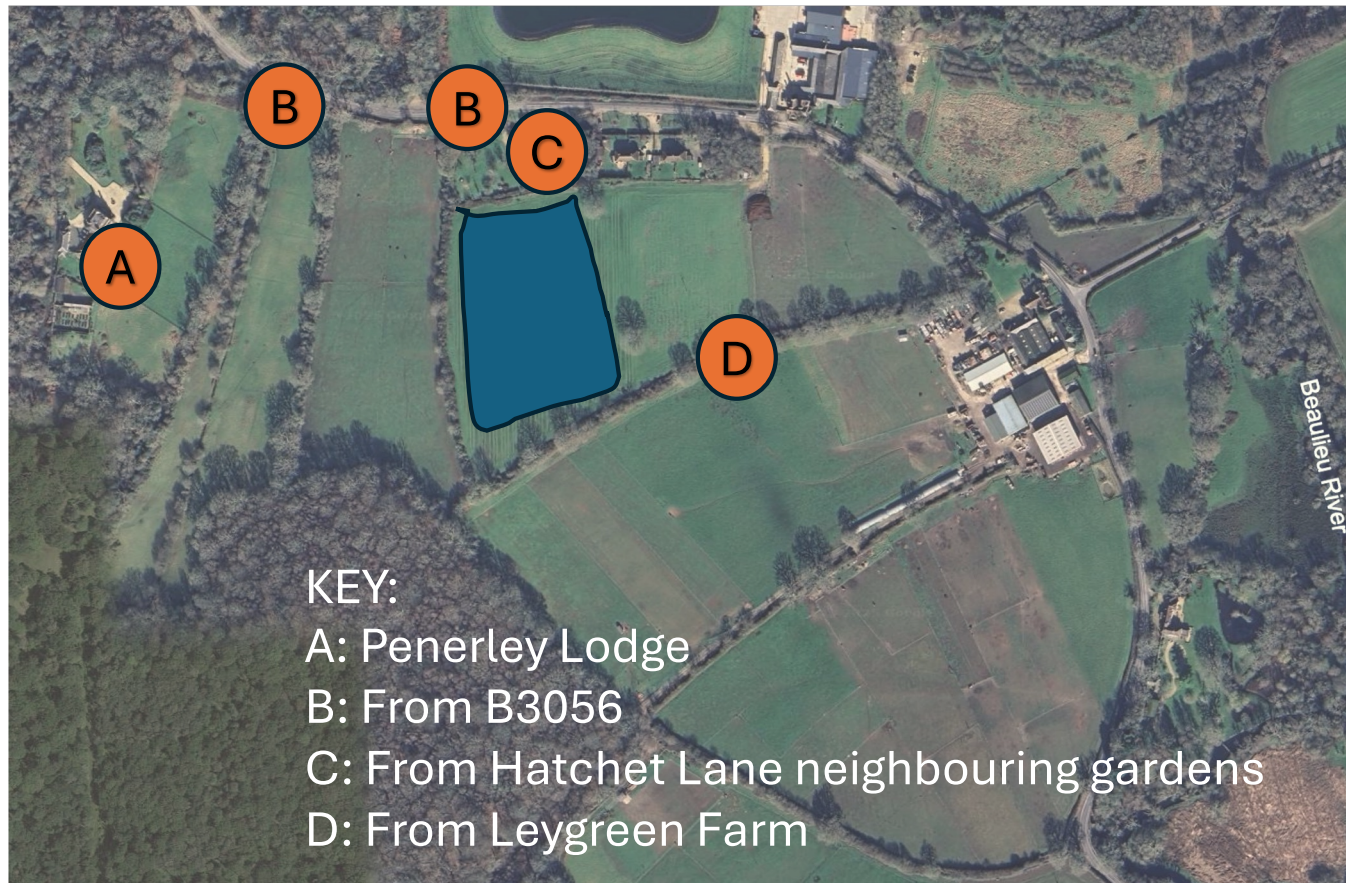 B
B
C
A
D
Beaulieu River
KEY:
A: Penerley Lodge
B: From B3056
C: From Hatchet Lane neighbouring gardens
D: From Leygreen Farm